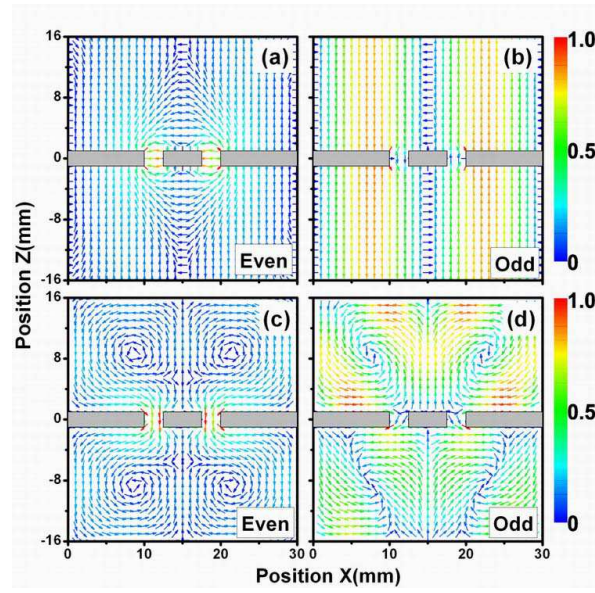 16
(a)
(b)
1.0
8
0
0.5
-8
-16
Even
Odd
0
Position Z(mm)
16
(c)
(d)
1.0
8
0
0.5
-8
-16
Even
Odd
0
0 10 20 30 0 10 20 30
Position X(mm)